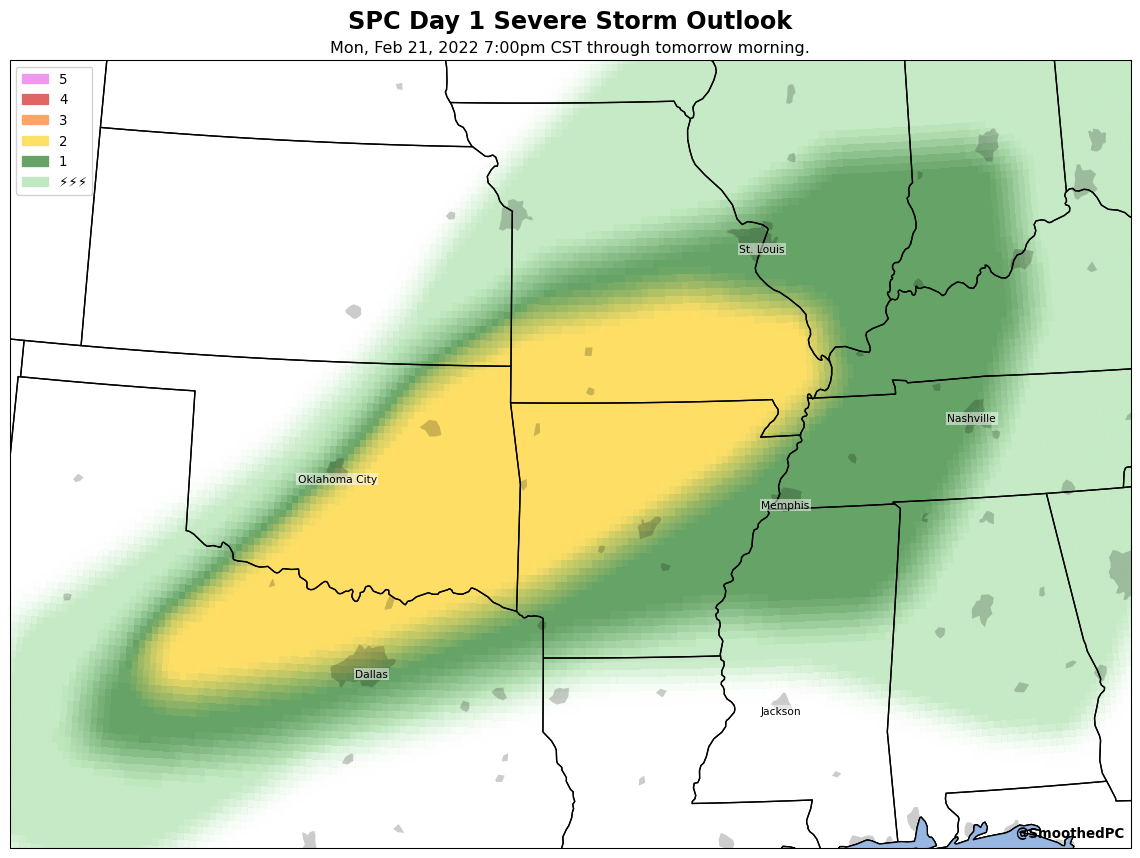 SPC Day 1 Severe Storm Outlook
Mon, Feb 21, 2022 7:00pm CST through tomorrow morning.
5
4
3
2
1
⚡⚡⚡
St. Louis
Nashville
Oklahoma City
Memphis
Dallas
Jackson
@SmoothedPC